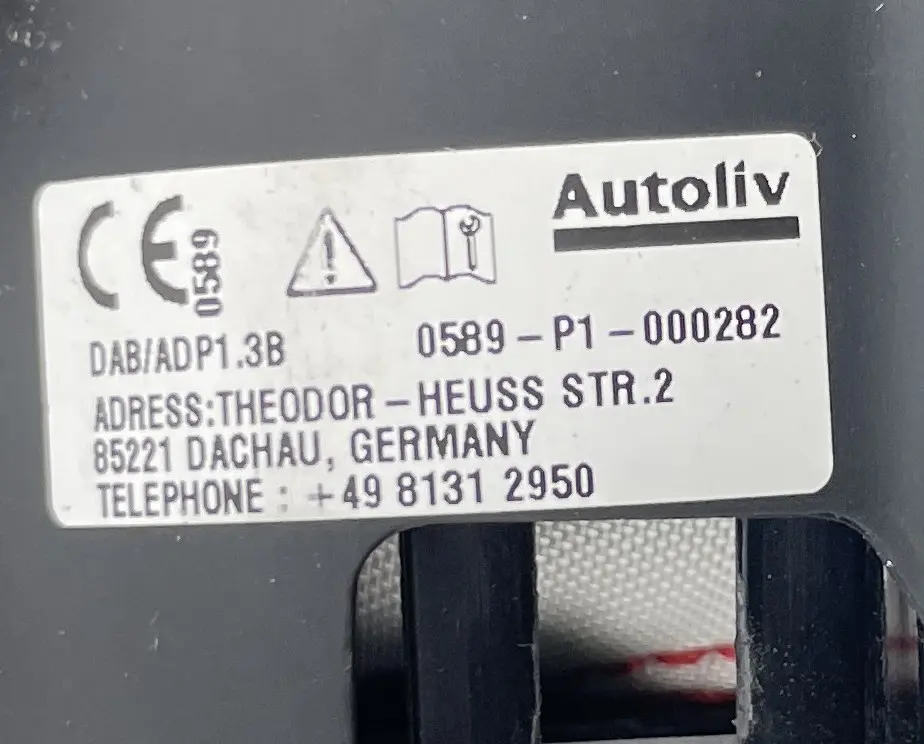 CE 0589
Autoliv
DAB/ADP1.3B 0589-P1-000282
ADRESS:THEODOR-HEUSS STR.2
85221 DACHAU, GERMANY
TELEPHONE : +49 8131 2950